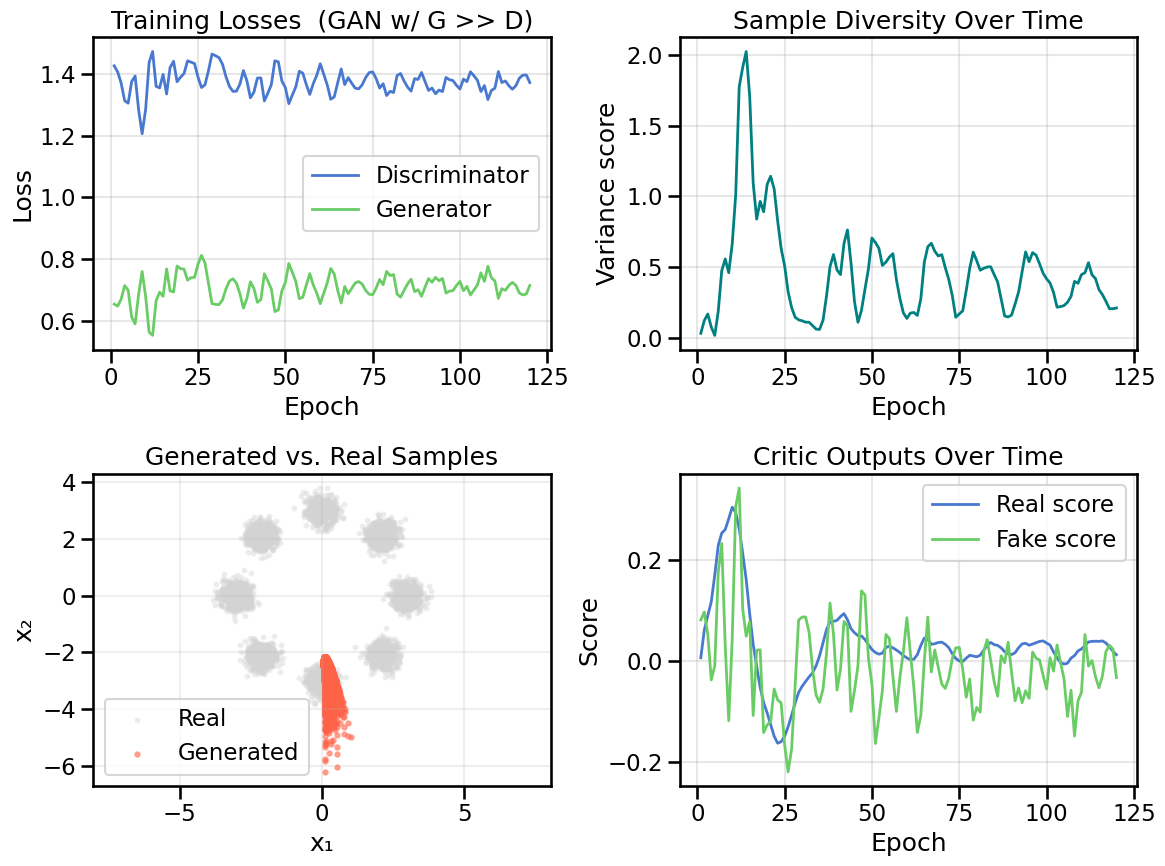 Training Losses  (GAN w/ G >> D)
Loss
1.4
1.2
1.0
0.8
0.6
Discriminator
Generator
0
25
50
75
100
125
Epoch
Sample Diversity Over Time
Variance score
2.0
1.5
1.0
0.5
0.0
0
25
50
75
100
125
Epoch
Generated vs. Real Samples
x₂
4
2
0
−2
−4
−6
Real
Generated
−5
0
5
x₁
Critic Outputs Over Time
Score
0.2
0.0
−0.2
Real score
Fake score
0
25
50
75
100
125
Epoch